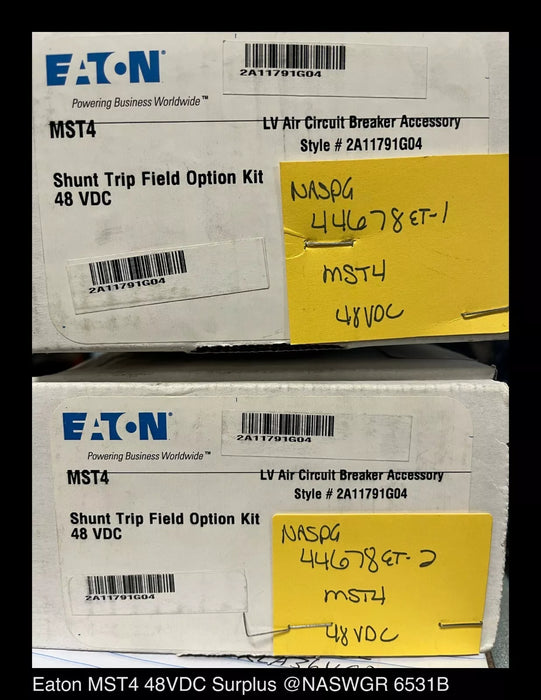 EATON
2A11791G04
Powering Business Worldwide™
MST4
LV Air Circuit Breaker Accessory
Style # 2A11791G04
Shunt Trip Field Option Kit
48 VDC
2A11791G04
NASPG
44678ET-1
MST4
48VDC
EATON
2A11791G04
Powering Business Worldwide™
MST4
LV Air Circuit Breaker Accessory
Style # 2A11791G04
Shunt Trip Field Option Kit
48 VDC
2A11791G04
NASPG
44678ET-2
MST4
48VDC
Eaton MST4 48VDC Surplus @NASWGR 6531B